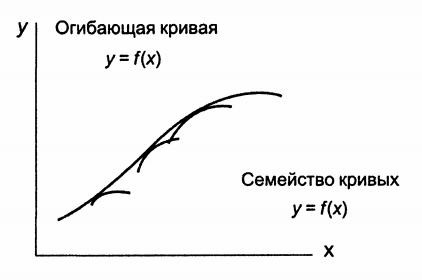 y
Огибающая кривая
y = f(x)
Семейство кривых
y = f(x)
x